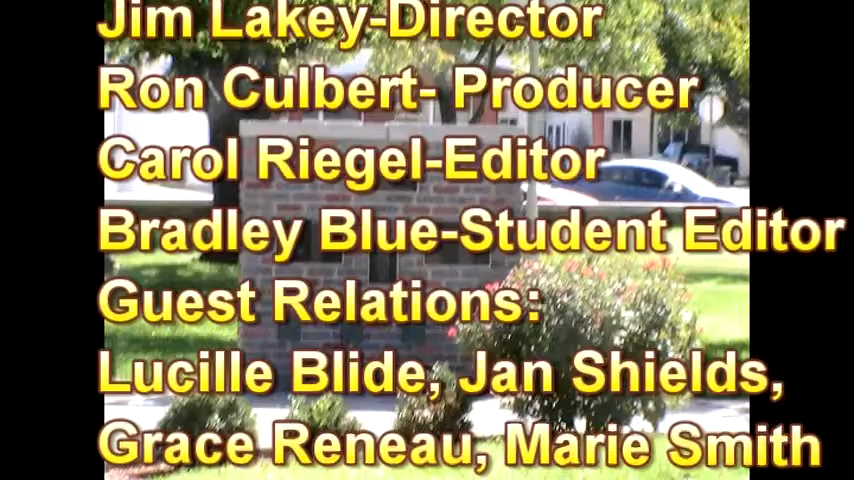 Jim Lakey-Director
Ron Culbert- Producer
Carol Riegel-Editor
Bradley Blue-Student Editor
Guest Relations:
Lucille Blide, Jan Shields,
Grace Reneau, Marie Smith